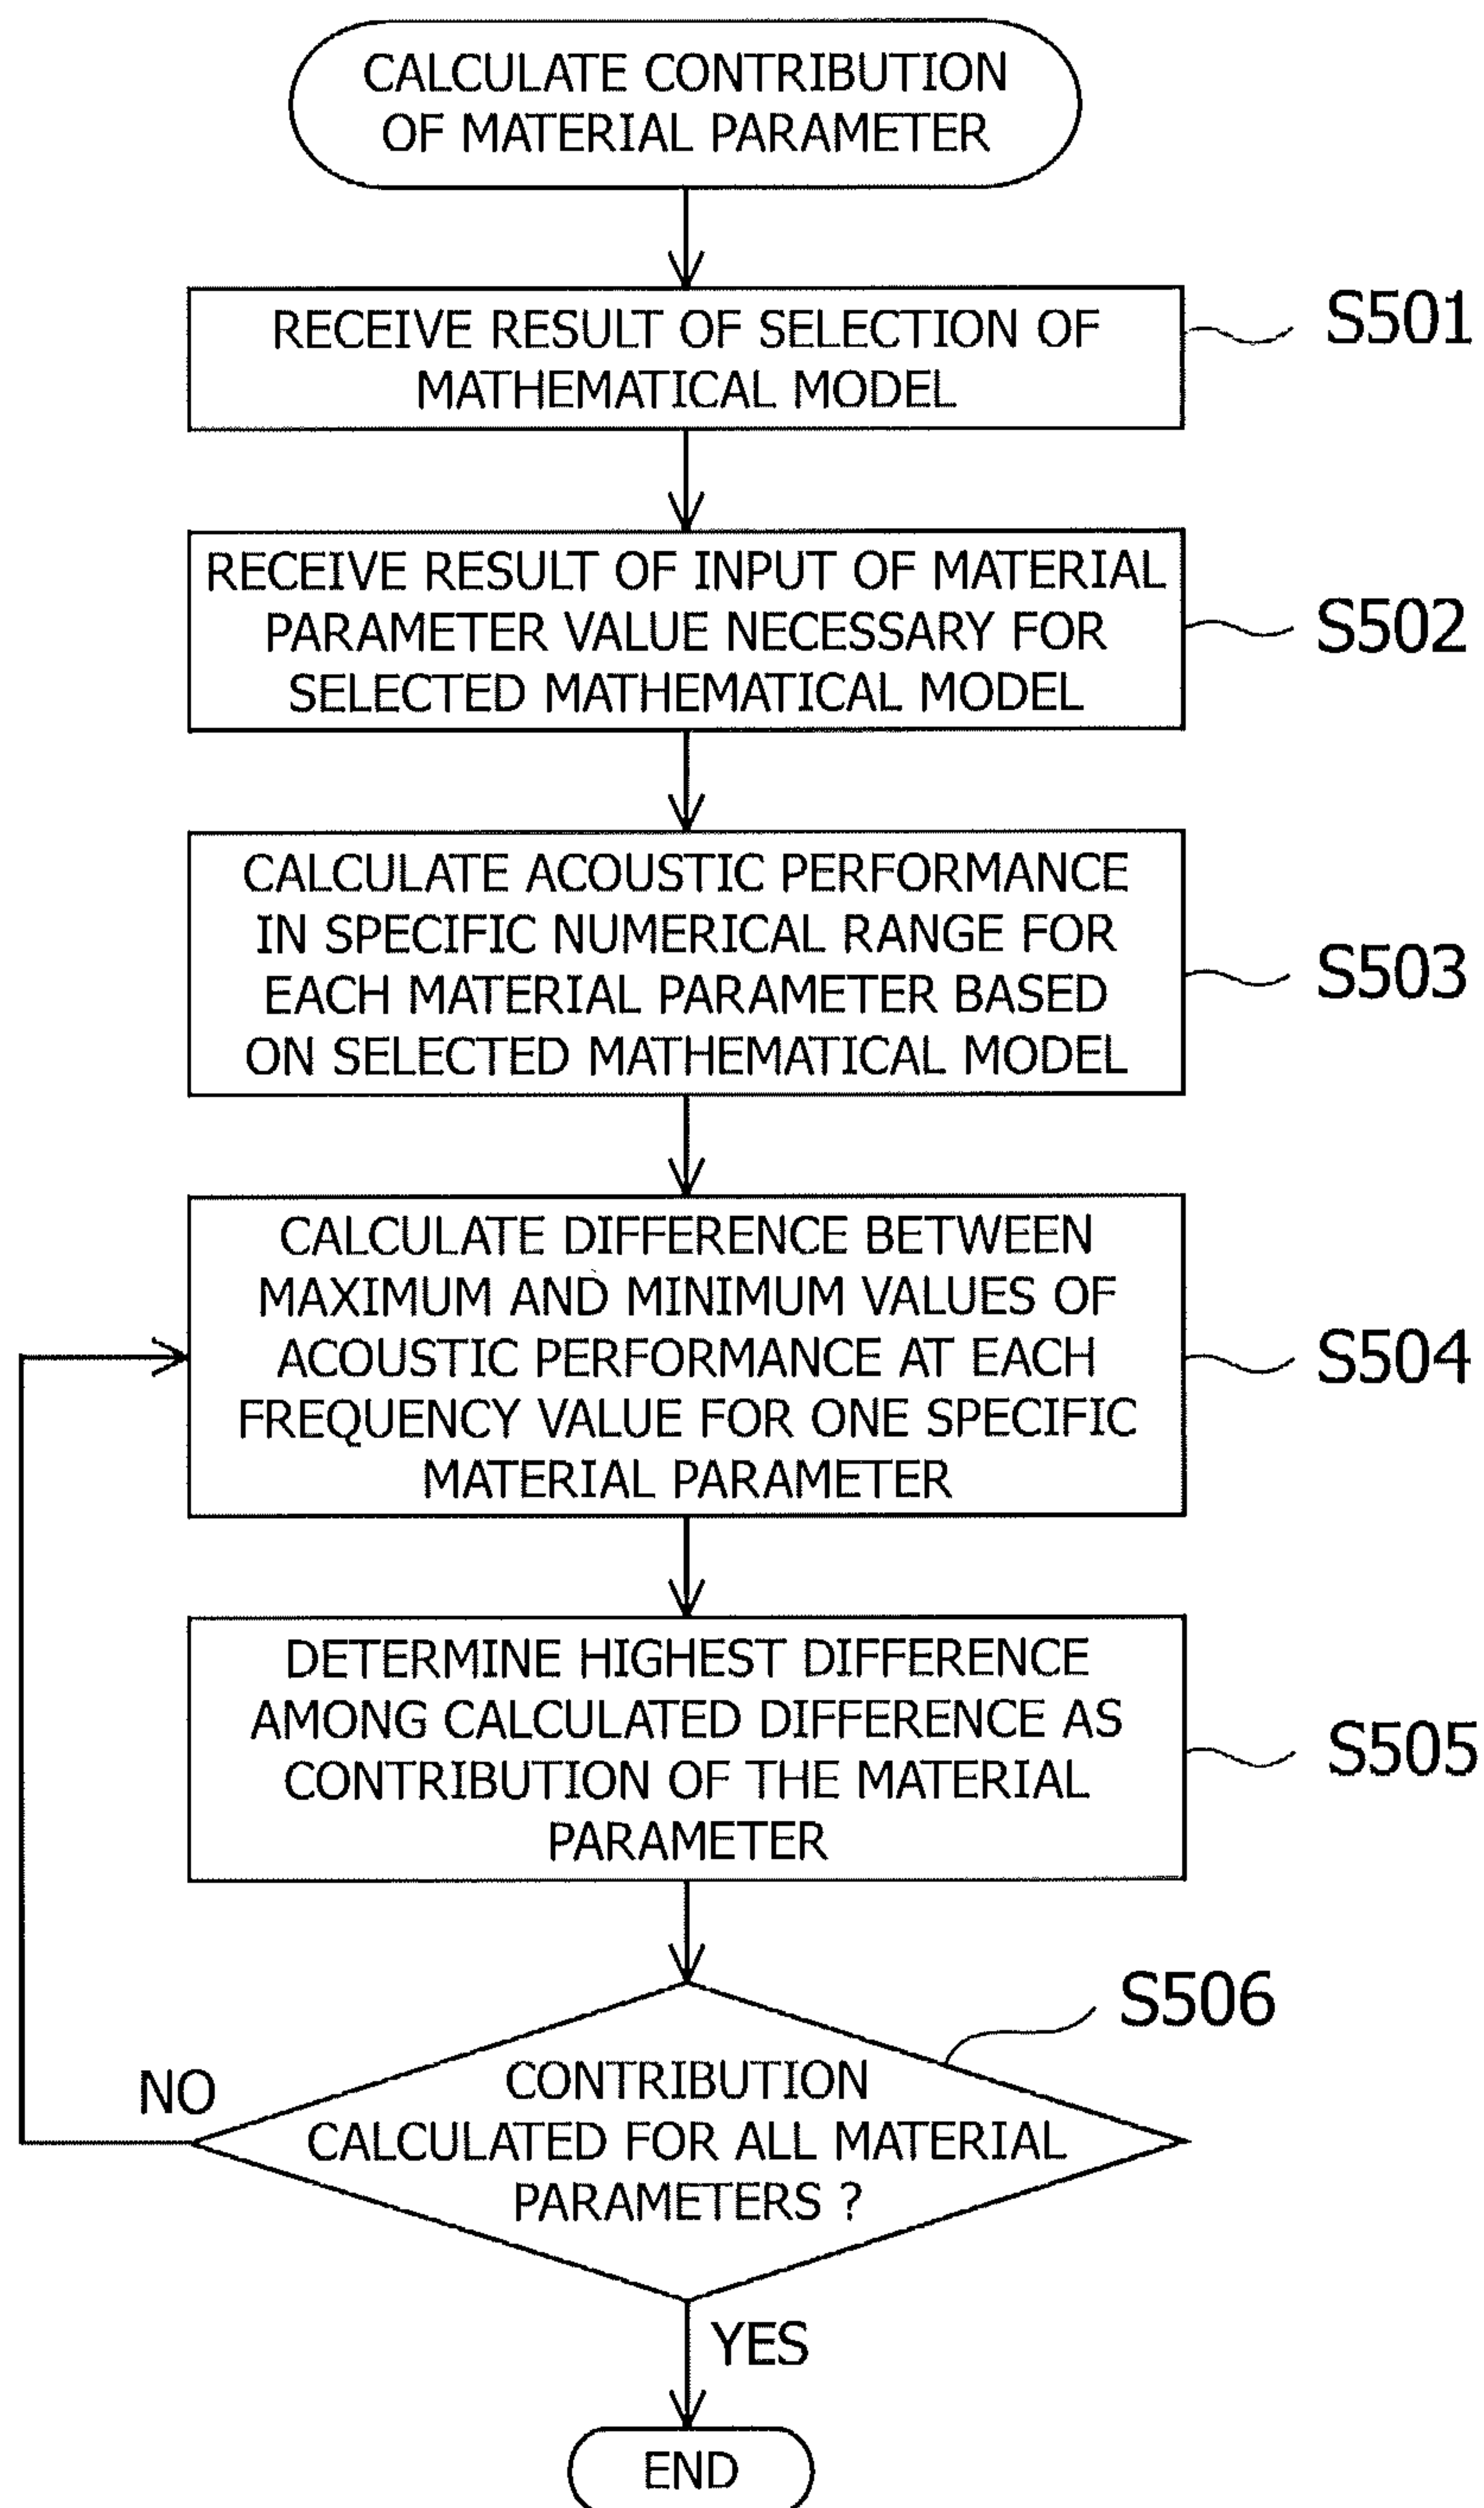 CALCULATE CONTRIBUTION
OF MATERIAL PARAMETER
RECEIVE RESULT OF SELECTION OF
MATHEMATICAL MODEL
S501
RECEIVE RESULT OF INPUT OF MATERIAL
PARAMETER VALUE NECESSARY FOR
SELECTED MATHEMATICAL MODEL
S502
CALCULATE ACOUSTIC PERFORMANCE
IN SPECIFIC NUMERICAL RANGE FOR
EACH MATERIAL PARAMETER BASED
ON SELECTED MATHEMATICAL MODEL
S503
CALCULATE DIFFERENCE BETWEEN
MAXIMUM AND MINIMUM VALUES OF
ACOUSTIC PERFORMANCE AT EACH
FREQUENCY VALUE FOR ONE SPECIFIC
MATERIAL PARAMETER
S504
DETERMINE HIGHEST DIFFERENCE
AMONG CALCULATED DIFFERENCE AS
CONTRIBUTION OF THE MATERIAL
PARAMETER
S505
S506
CONTRIBUTION
CALCULATED FOR ALL MATERIAL
PARAMETERS ?
NO
YES
END